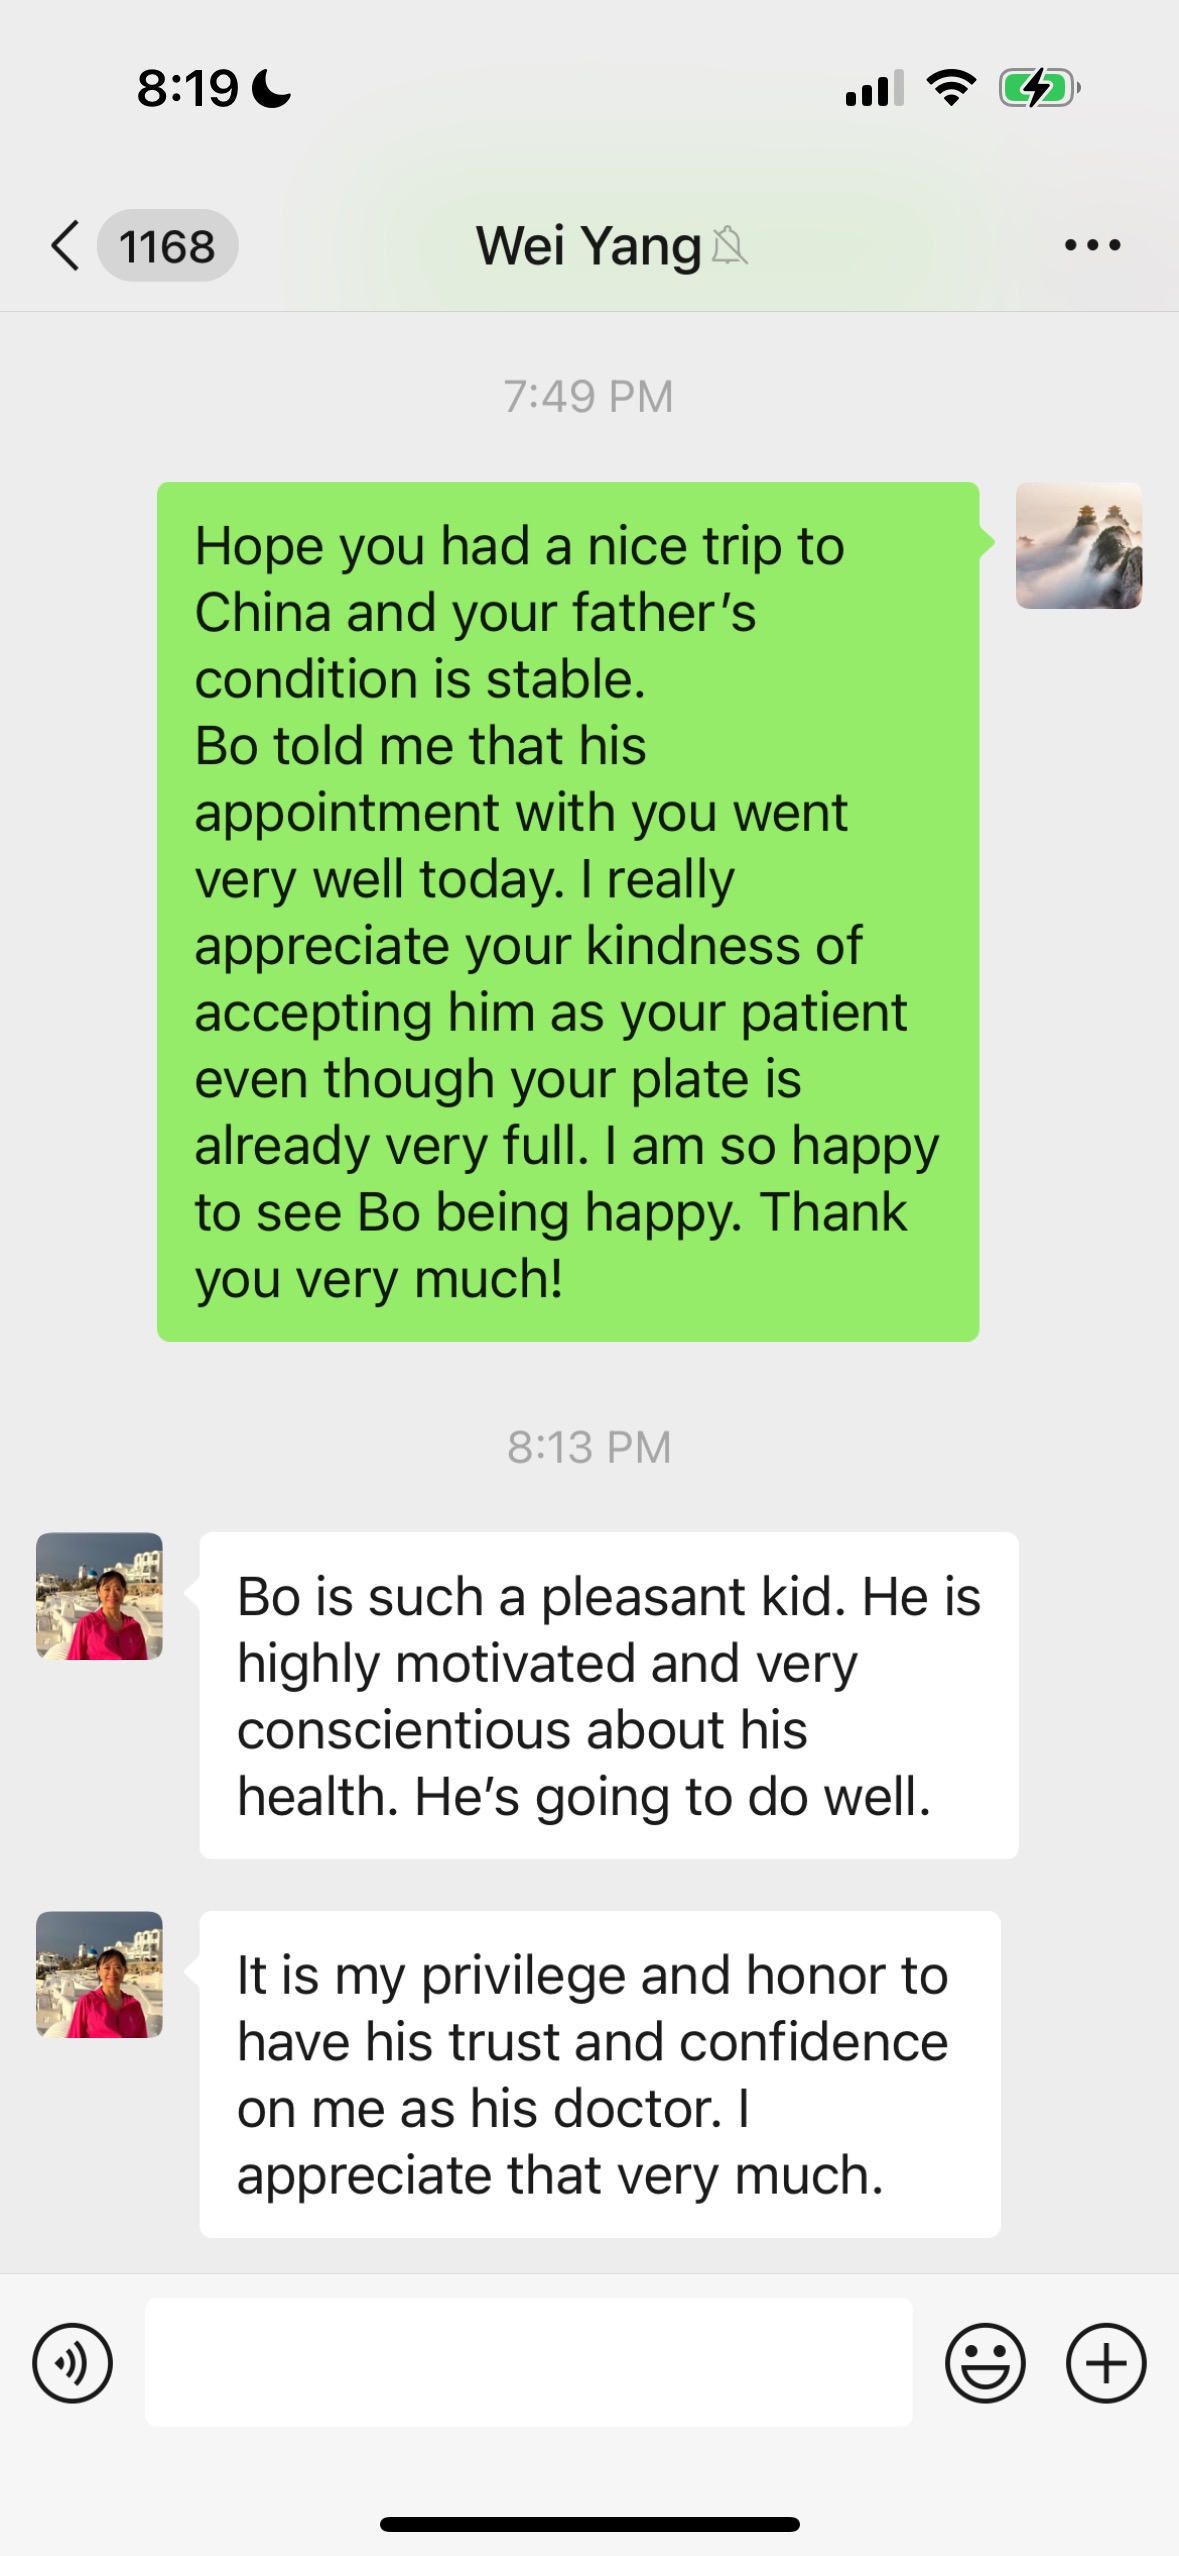 8:19
1168
Wei Yang
7:49 PM
Hope you had a nice trip to
China and your father’s
condition is stable.
Bo told me that his
appointment with you went
very well today. I really
appreciate your kindness of
accepting him as your patient
even though your plate is
already very full. I am so happy
to see Bo being happy. Thank
you very much!
8:13 PM
Bo is such a pleasant kid. He is
highly motivated and very
conscientious about his
health. He’s going to do well.
It is my privilege and honor to
have his trust and confidence
on me as his doctor. I
appreciate that very much.